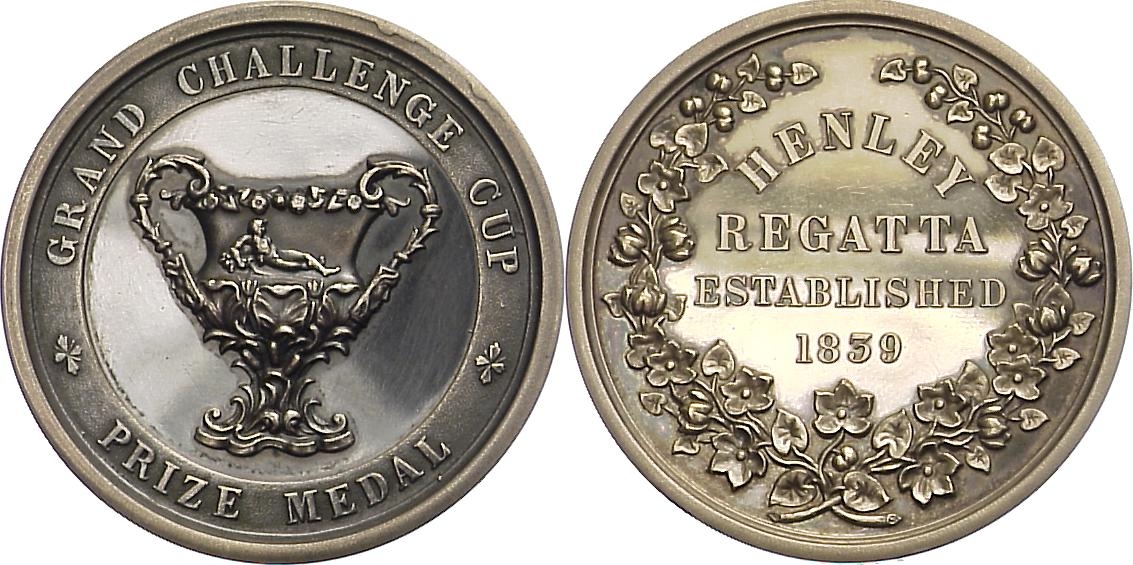 GRAND CHALLENGE CUP
PRIZE MEDAL
HENLEY
REGATTA
ESTABLISHED
1839